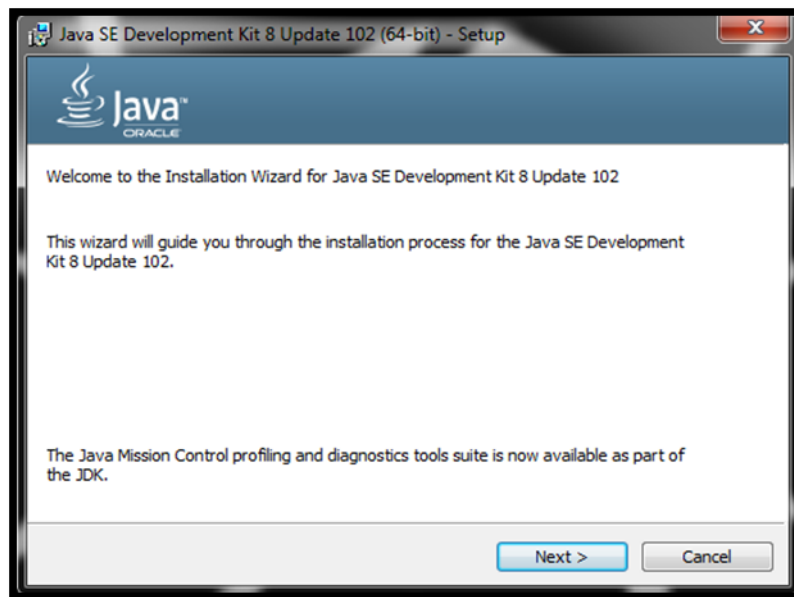 Java SE Development Kit 8 Update 102 (64-bit) - Setup
Java™
ORACLE
Welcome to the Installation Wizard for Java SE Development Kit 8 Update 102
This wizard will guide you through the installation process for the Java SE Development
Kit 8 Update 102.
The Java Mission Control profiling and diagnostics tools suite is now available as part of
the JDK.
Next >
Cancel